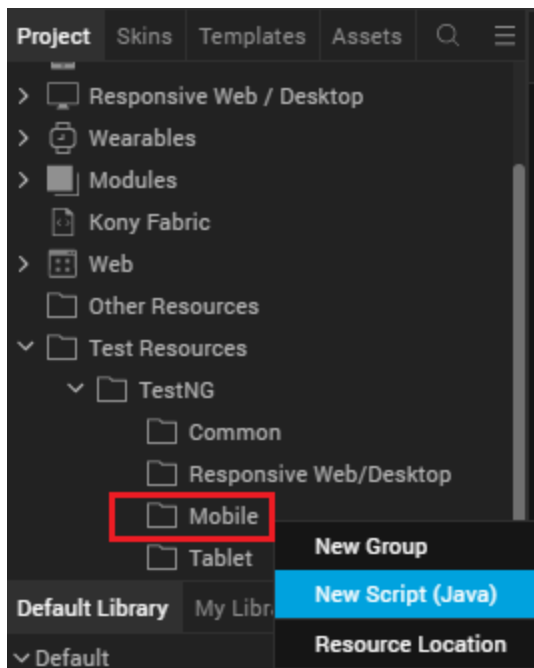 Project Skins Templates Assets
Responsive Web / Desktop
Wearables
Modules
Kony Fabric
Web
Other Resources
Test Resources
TestNG
Common
Responsive Web/Desktop
Mobile
Tablet
New Group
New Script (Java)
Resource Location
Default Library My Libr
Default